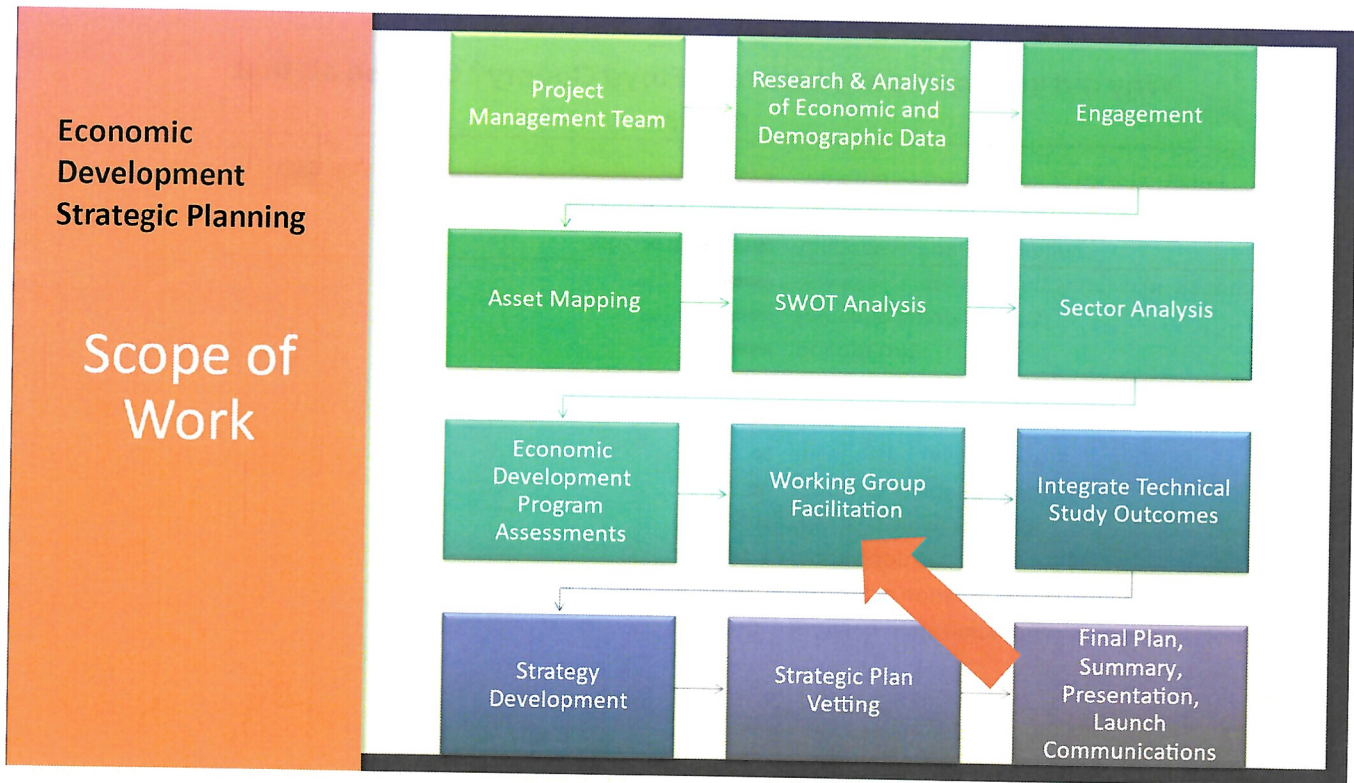 Economic
Development
Strategic Planning
Scope of
Work
Project
Management Team
Research & Analysis
of Economic and
Demographic Data
Engagement
Asset Mapping
SWOT Analysis
Sector Analysis
Economic
Development
Program
Assessments
Working Group
Facilitation
Integrate Technical
Study Outcomes
Strategy
Development
Strategic Plan
Vetting
Final Plan,
Summary,
Presentation,
Launch
Communications